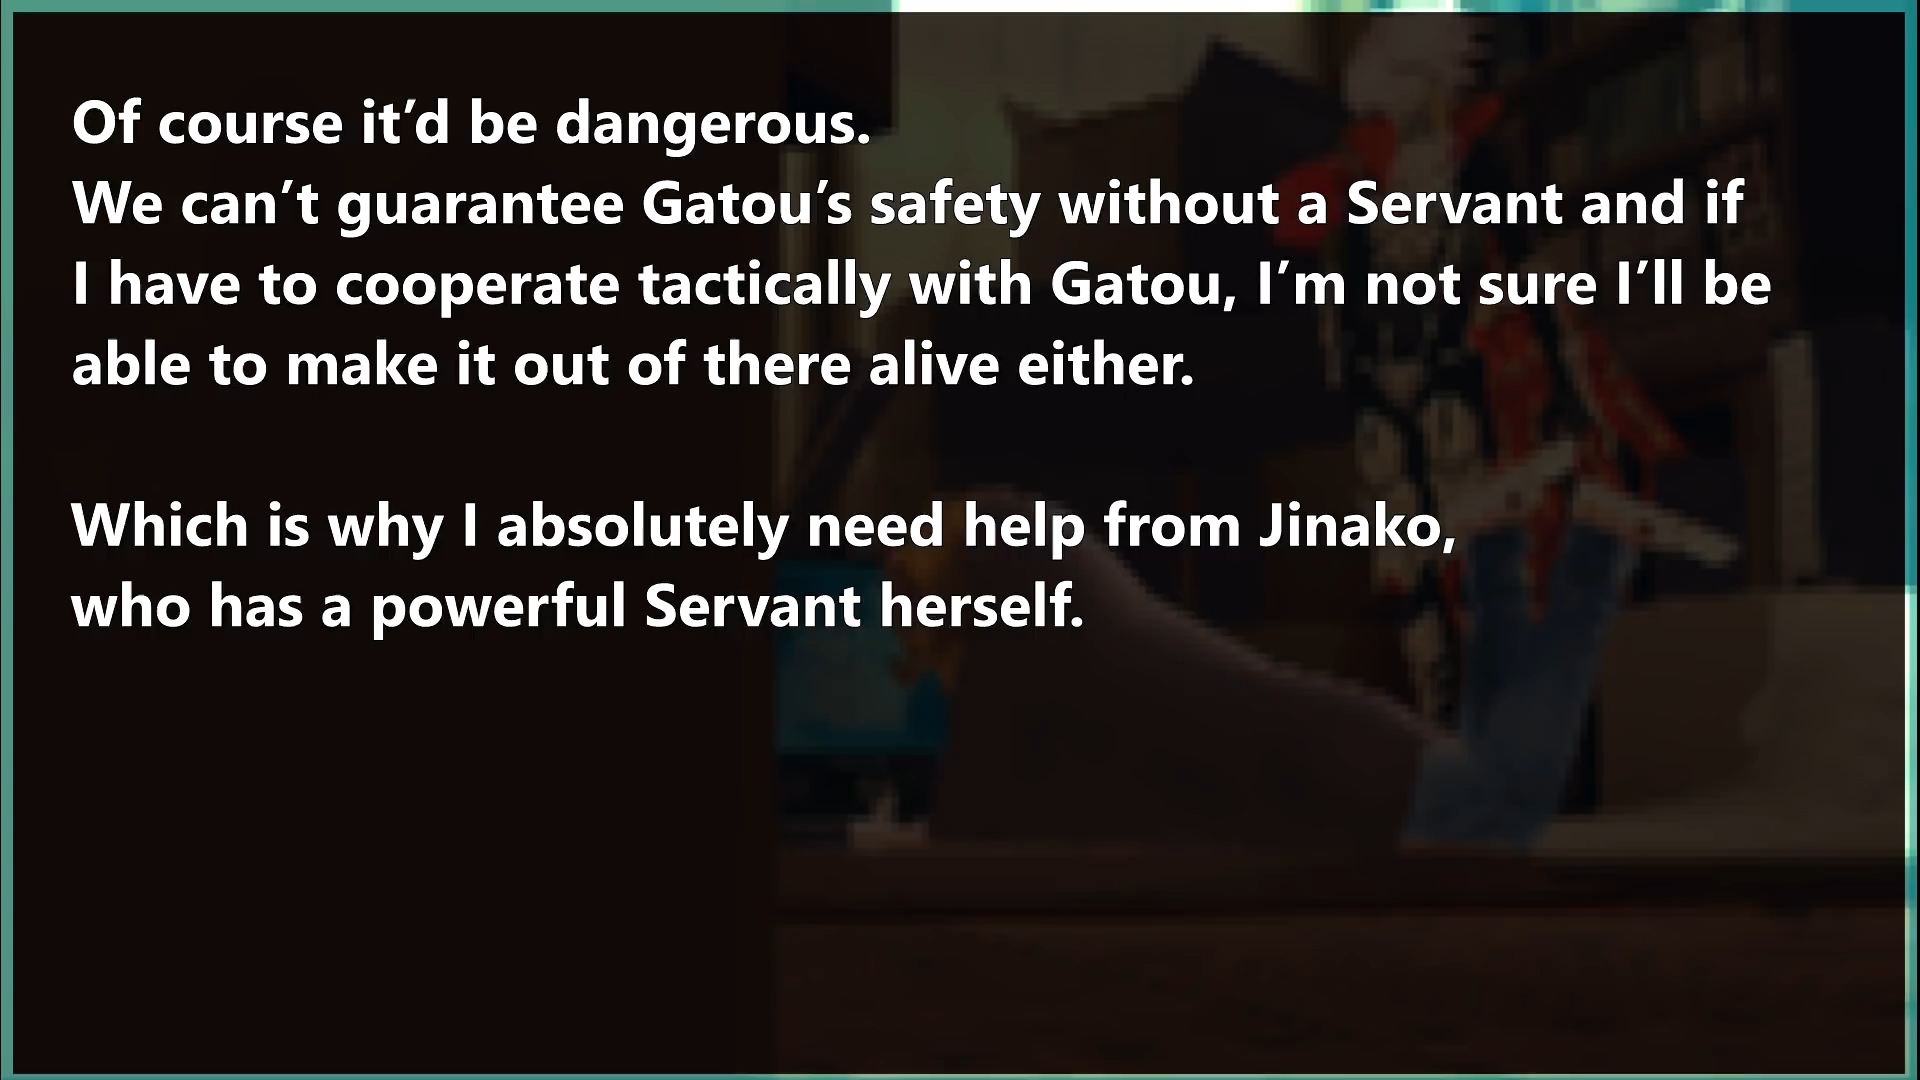 Of course it’d be dangerous.
We can’t guarantee Gatou’s safety without a Servant and if
I have to cooperate tactically with Gatou, I’m not sure I’ll be
able to make it out of there alive either.
Which is why I absolutely need help from Jinako,
who has a powerful Servant herself.